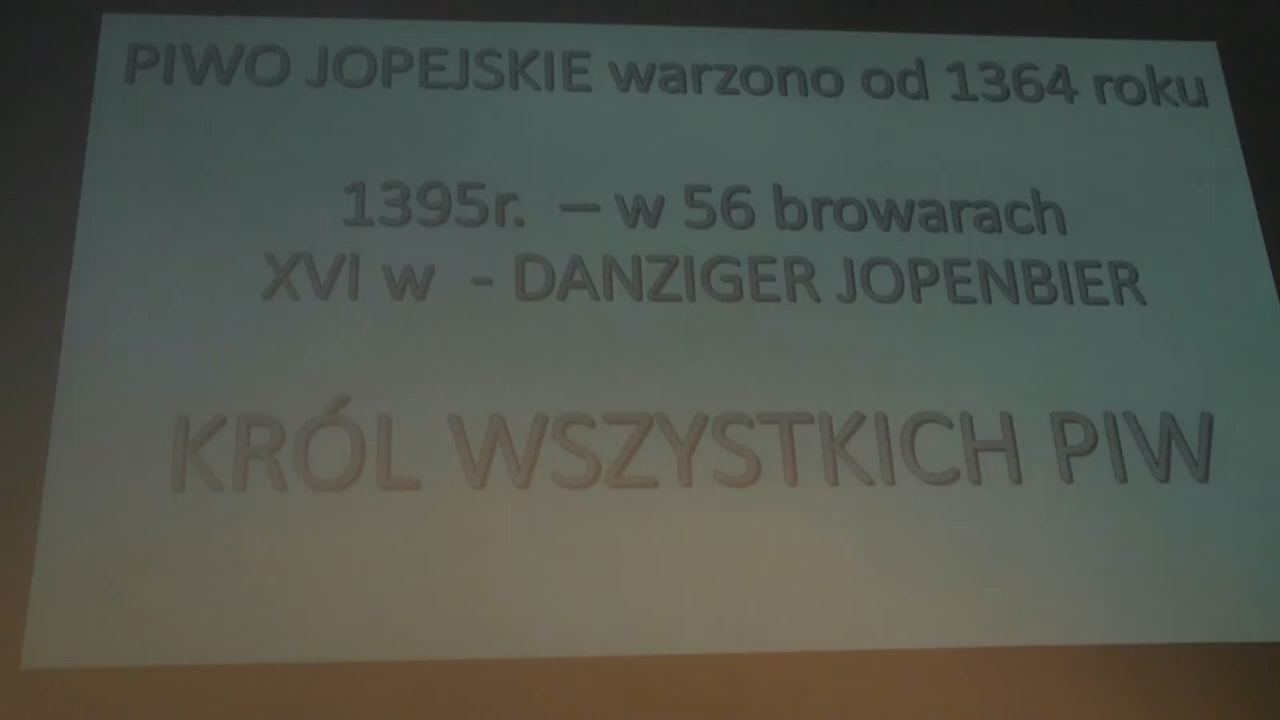 PIWO JOPEJSKIE warzono od 1364 roku
1395r. – w 56 browarach
XVI w - DANZIGER JOPENBIER
KRÓL WSZYSTKICH PIW